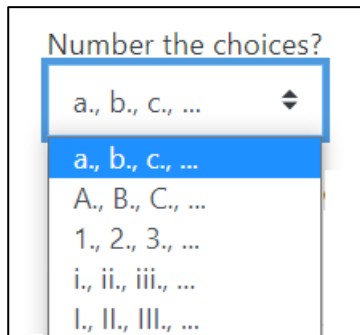 Number the choices?
a., b., c., ...
a., b., c., ...
A., B., C., ...
1., 2., 3., ...
i., ii., iii., ...
I., II., III., ...